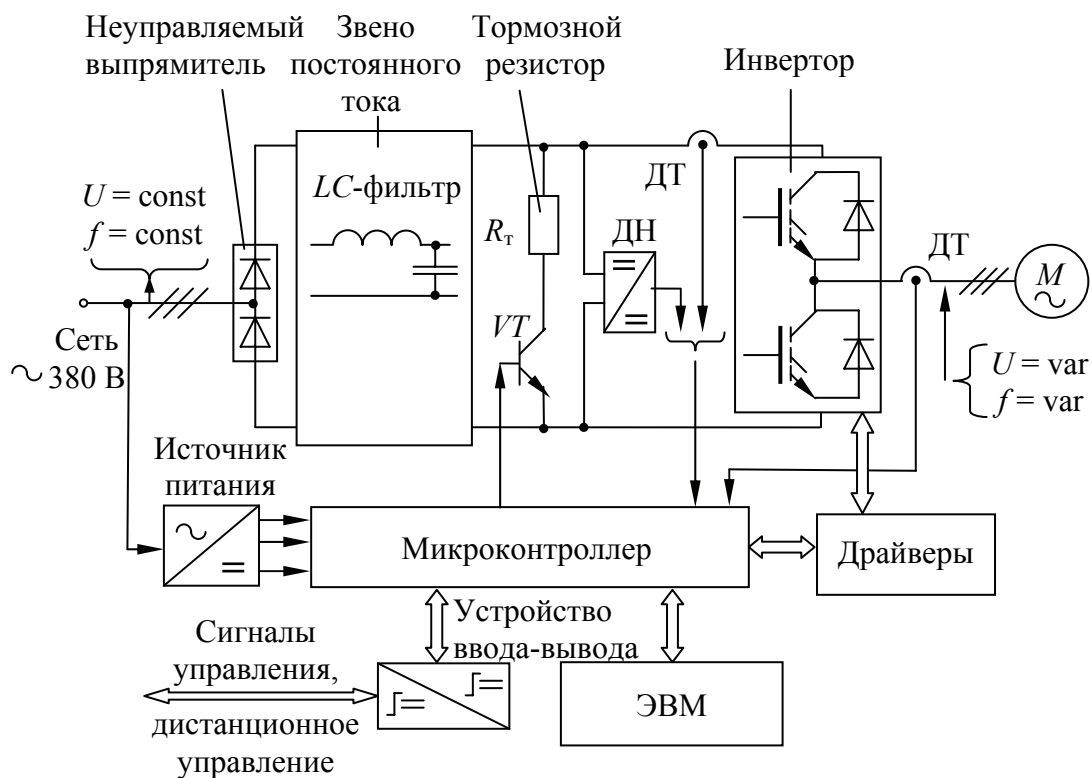 Неуправляемый
выпрямитель
Звено
постоянного
тока
Тормозной
резистор
Инвертор
U = const
f = const
LC-фильтр
Rт
ДН
ДТ
ДТ
M
VT
Сеть
~ 380 В
U = var
f = var
Источник
питания
Микроконтроллер
Драйверы
Устройство
ввода-вывода
Сигналы
управления,
дистанционное
управление
ЭВМ